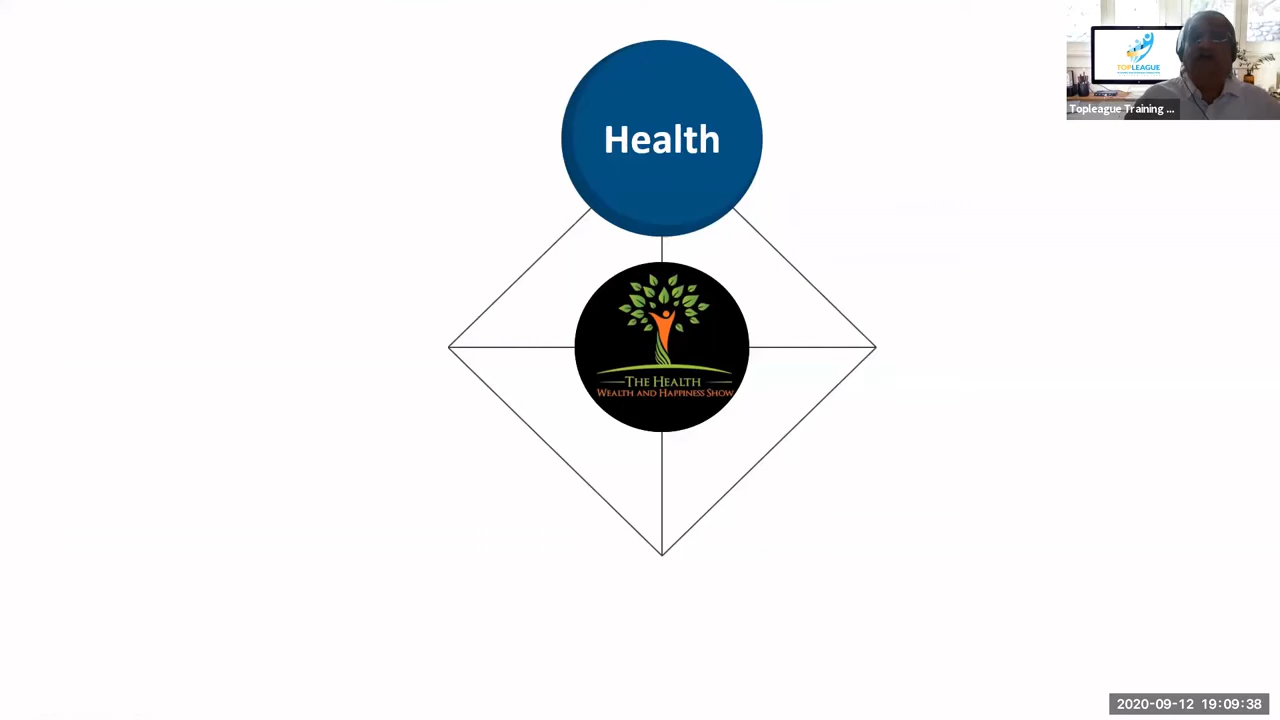 Health
TOPLEAGUE
Topleague Training ...
THE HEALTH
WEALTH AND HAPPINESS SHOW
2020-09-12 19:09:38